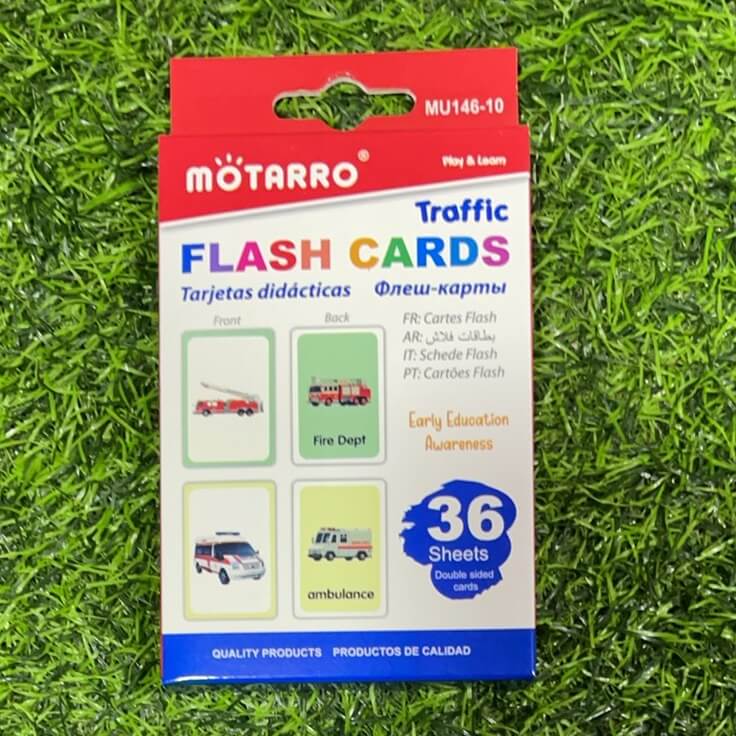 MU146-10
MOTARRO®
Play & Learn
Traffic
FLASH CARDS
Tarjetas didácticas Флеш-карты
Front Back
FR: Cartes Flash
AR: بطاقات فلاش
IT: Schede Flash
PT: Cartões Flash
Fire Dept
Early Education
Awareness
36
Sheets
Double sided
cards
ambulance
QUALITY PRODUCTS PRODUCTOS DE CALIDAD